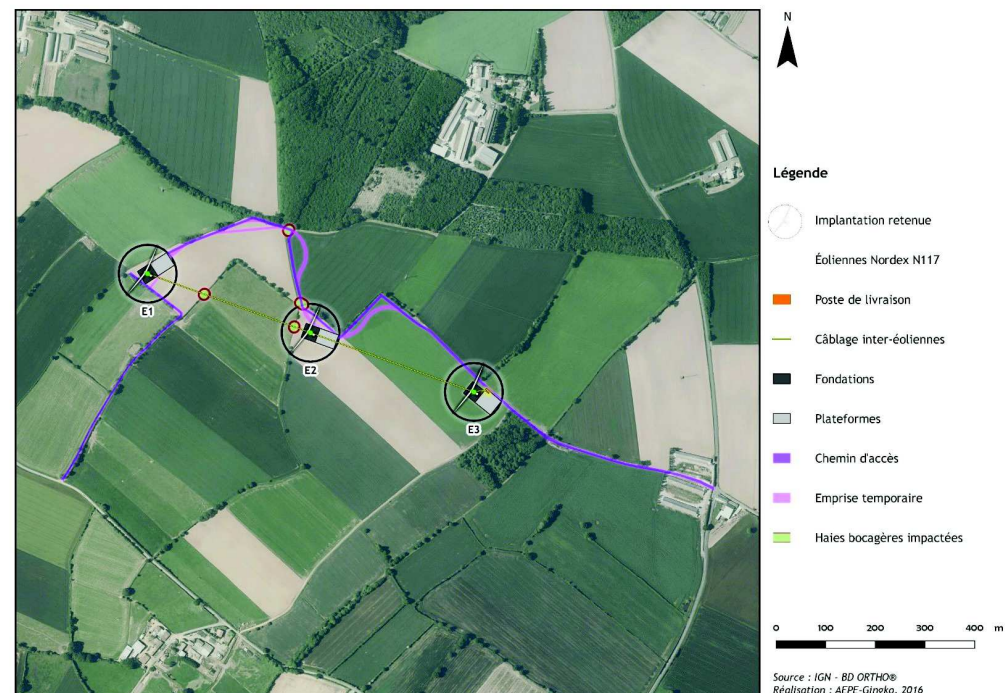 N
Légende
Implantation retenue
Éoliennes Nordex N117
Poste de livraison
Câblage inter-éoliennes
Fondations
Plateformes
Chemin d'accès
Emprise temporaire
Haies bocagères impactées
E1
E2
E3
0 100 200 300 400 m
Source : IGN - BD ORTHO®
Réalisation : AEPE-Gingko, 2016